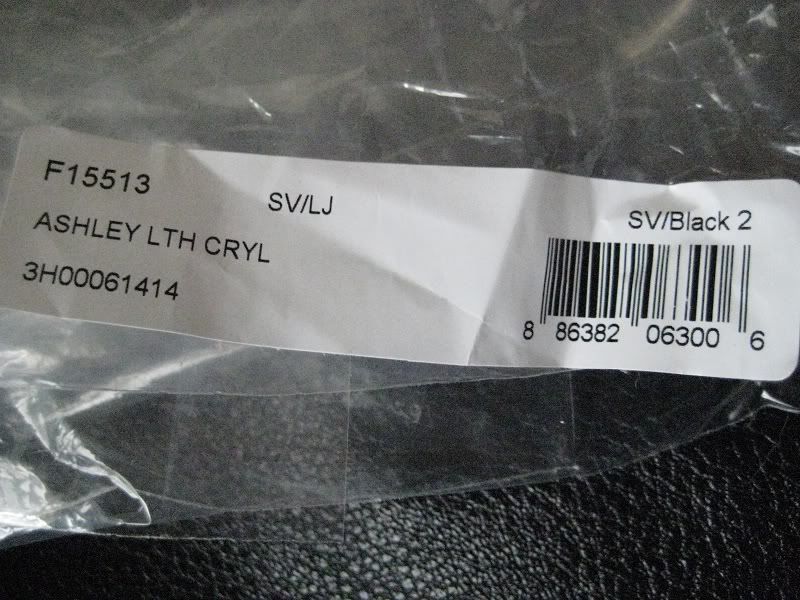 F15513
SV/LJ
ASHLEY LTH CRYL
3H00061414
SV/Black 2
8 86382 06300 6